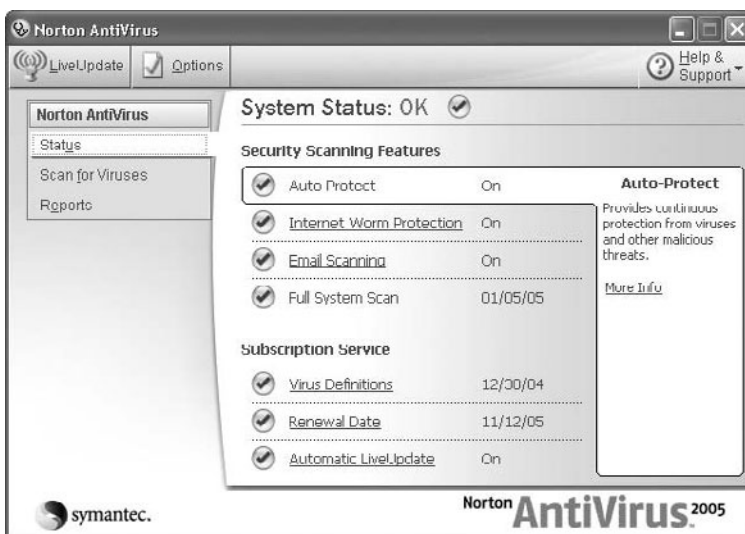 Norton AntiVirus
LiveUpdate Options Help & Support
Norton AntiVirus
Status
Scan for Viruses
Reports
System Status: OK
Security Scanning Features
Auto Protect On
Internet Worm Protection On
Email Scanning On
Full System Scan 01/05/05
Subscription Service
Virus Definitions 12/30/04
Renewal Date 11/12/05
Automatic LiveUpdate On
Auto-Protect
Provides continuous
protection from viruses
and other malicious
threats.
More Info
symantec.
Norton AntiVirus 2005